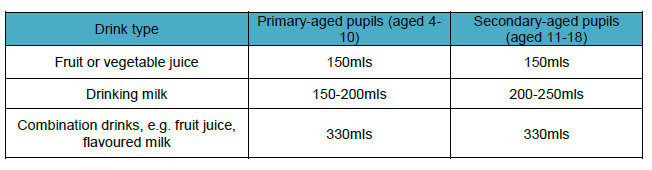 Drink type
Primary-aged pupils (aged 4-
10)
Secondary-aged pupils
(aged 11-18)
Fruit or vegetable juice
150mls
150mls
Drinking milk
150-200mls
200-250mls
Combination drinks, e.g. fruit juice,
flavoured milk
330mls
330mls